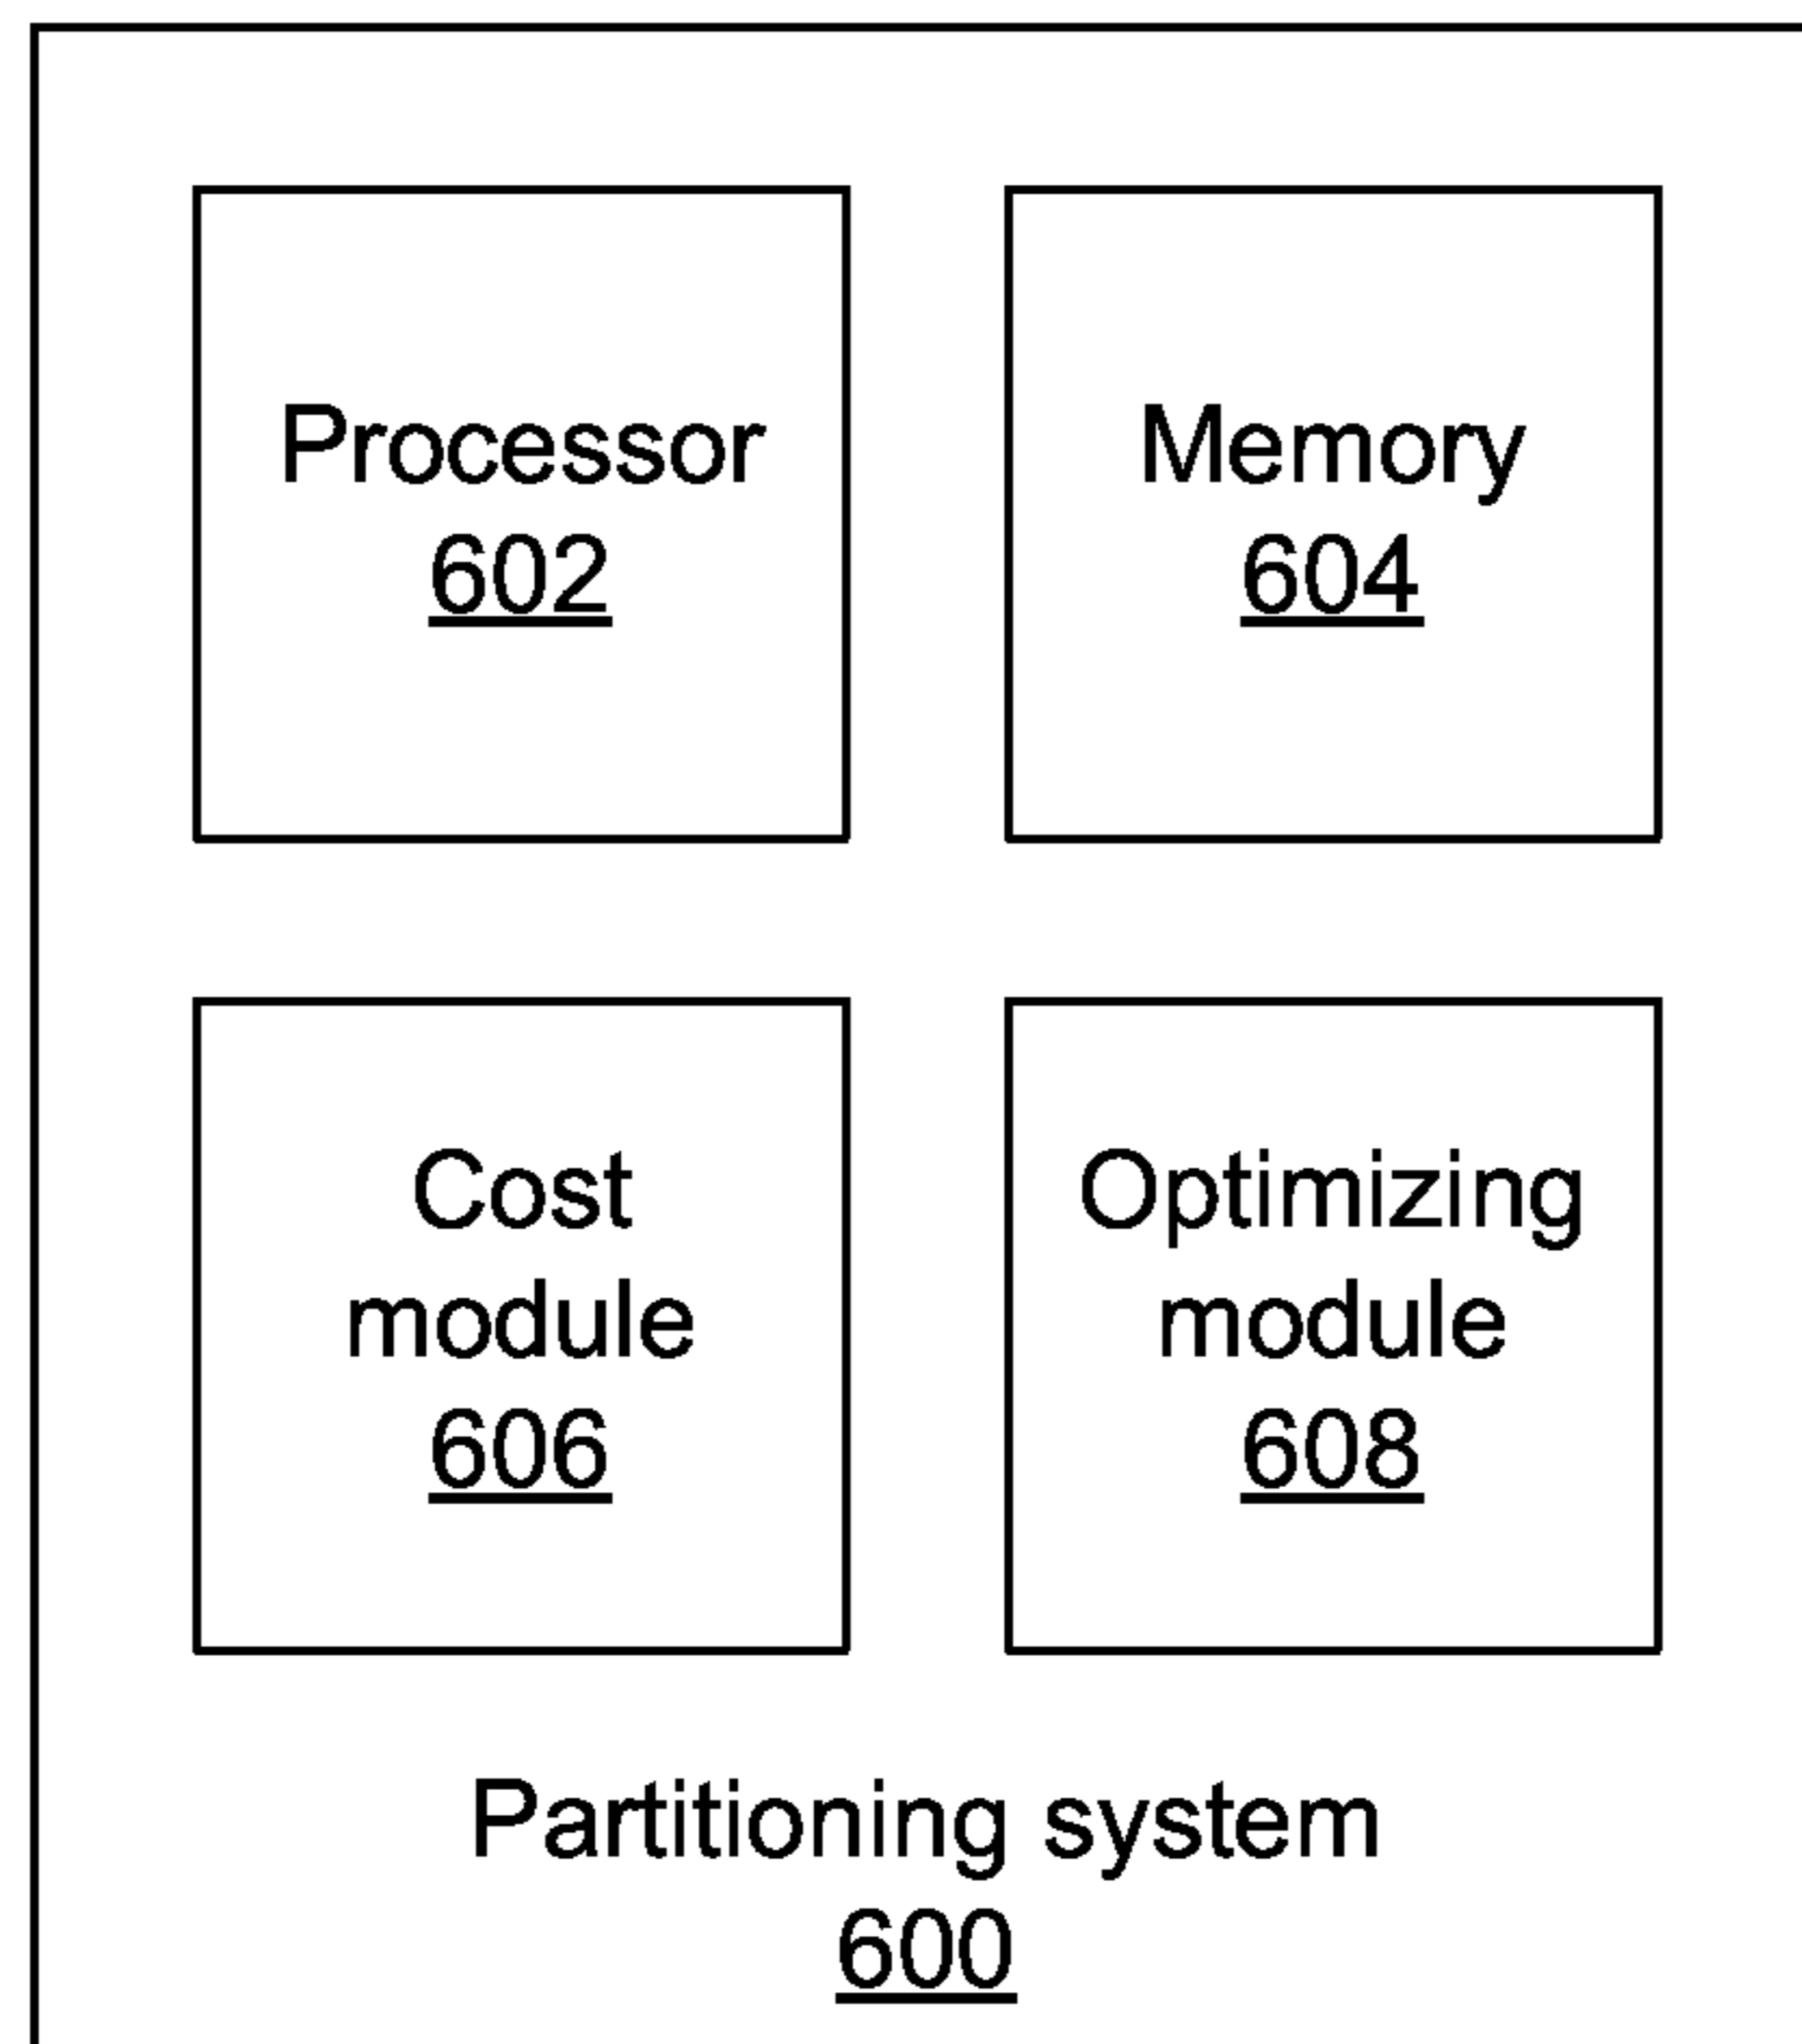 Processor
602
Memory
604
Cost
module
606
Optimizing
module
608
Partitioning system
600